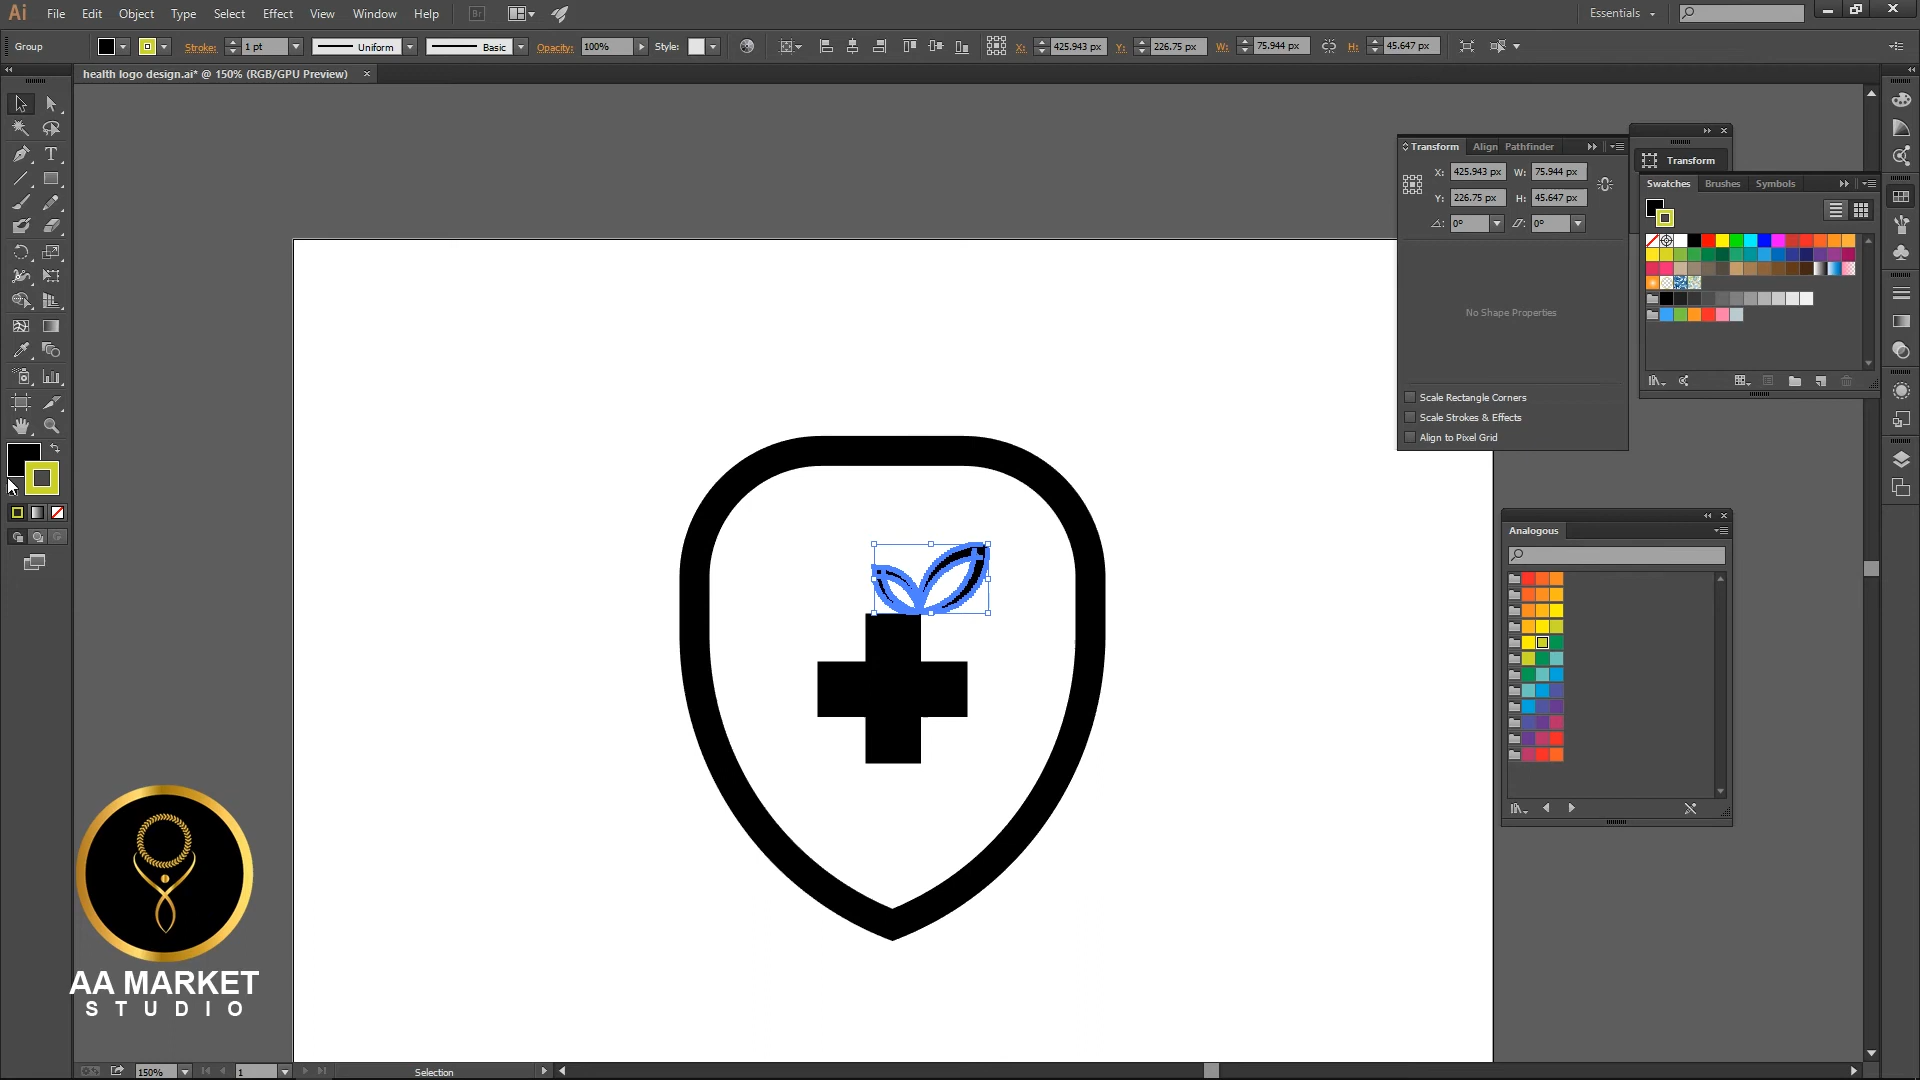 Ai File Edit Object Type Select Effect View Window Help Br Essentials
Group Stroke: 1 pt Uniform Basic Opacity: 100% Style: X: 425.943 px Y: 226.75 px W: 75.944 px H: 45.647 px
health logo design.ai* @ 150% (RGB/GPU Preview) ×
Transform Align Pathfinder
X: 425.943 px W: 75.944 px
Y: 226.75 px H: 45.647 px
0° 0°
No Shape Properties
Scale Rectangle Corners
Scale Strokes & Effects
Align to Pixel Grid
Transform
Swatches Brushes Symbols
Analogous
AA MARKET
STUDIO
150% 1 Selection